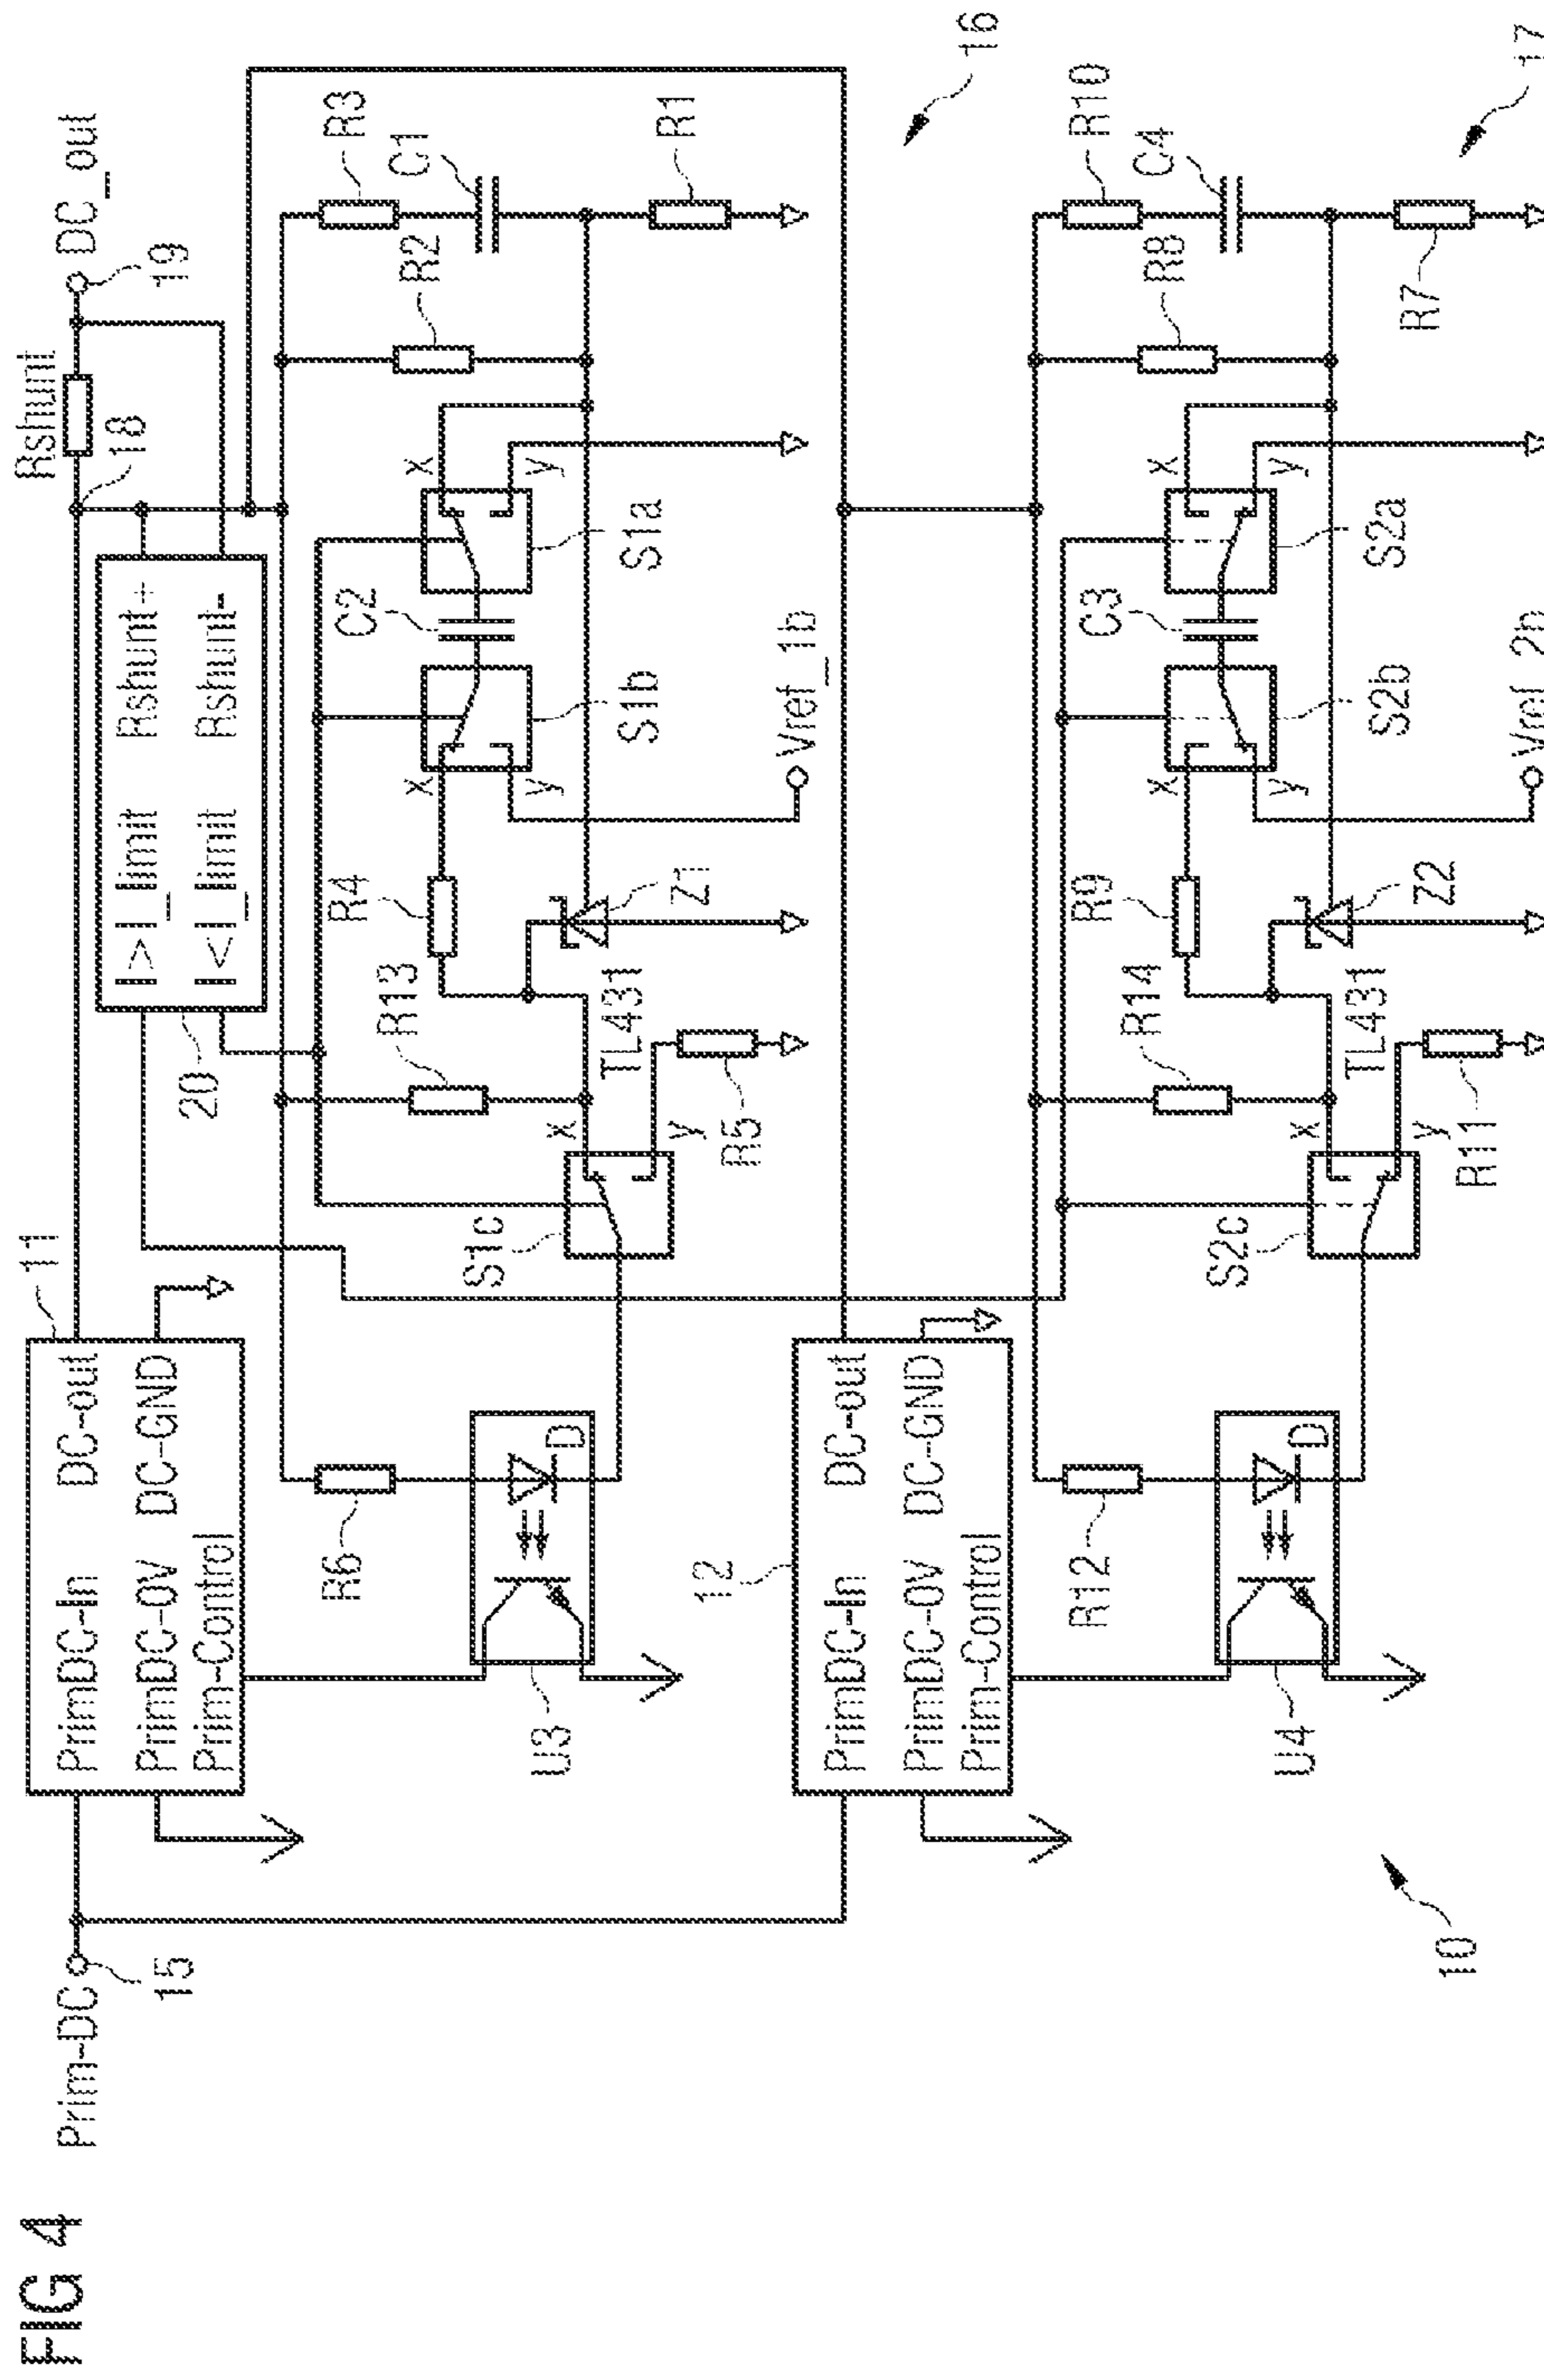 FIG 4
Prim-DC
15
11
PrimDC-In DC-out
PrimDC-0V DC-GND
Prim-Control
I>I_limit Rshunt+
I<I_limit Rshunt-
20
18
Rshunt
19
DC_out
R6
U3
D
S1c
x
y
R5
R13
TL431
R4
Z1
x
y
S1b
Vref_1b
C2
x
y
S1a
R2
R3
C1
R1
16
12
PrimDC-In DC-out
PrimDC-0V DC-GND
Prim-Control
R12
U4
D
S2c
x
y
R11
R14
TL431
R9
Z2
x
y
S2b
Vref_2b
C3
x
y
S2a
R8
R10
C4
R7
17
10